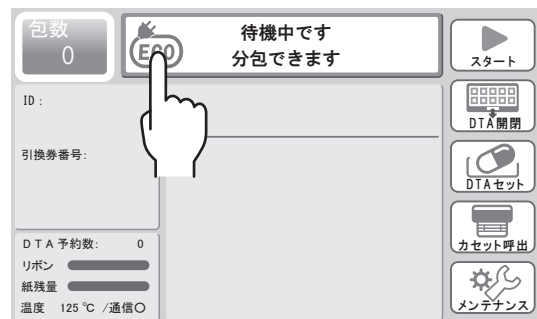 包数
0
ECO
待機中です
分包できます
スタート
ID :
DTA開閉
引換券番号:
DTAセット
DTA予約数: 0
リボン
紙残量
温度 125℃ /通信○
カセット呼出
メンテナンス